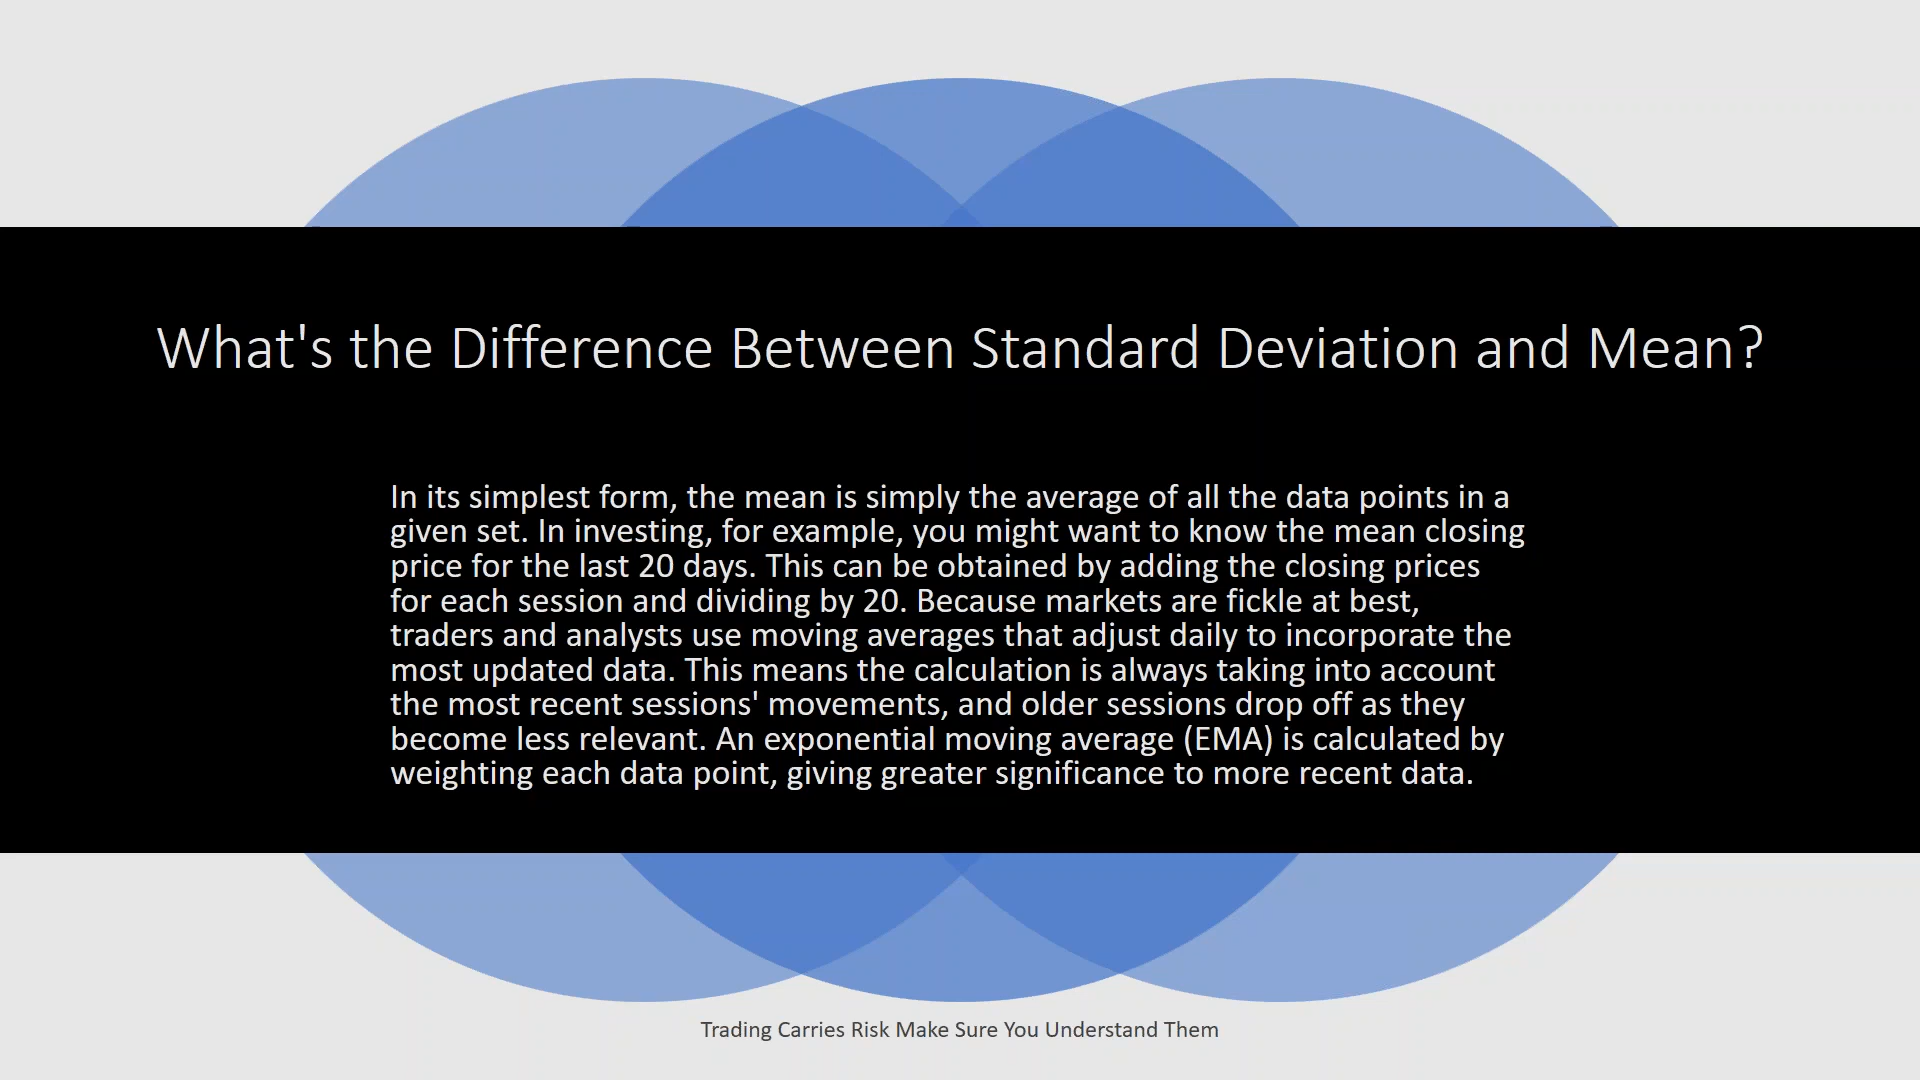 What's the Difference Between Standard Deviation and Mean?
In its simplest form, the mean is simply the average of all the data points in a
given set. In investing, for example, you might want to know the mean closing
price for the last 20 days. This can be obtained by adding the closing prices
for each session and dividing by 20. Because markets are fickle at best,
traders and analysts use moving averages that adjust daily to incorporate the
most updated data. This means the calculation is always taking into account
the most recent sessions' movements, and older sessions drop off as they
become less relevant. An exponential moving average (EMA) is calculated by
weighting each data point, giving greater significance to more recent data.
Trading Carries Risk Make Sure You Understand Them